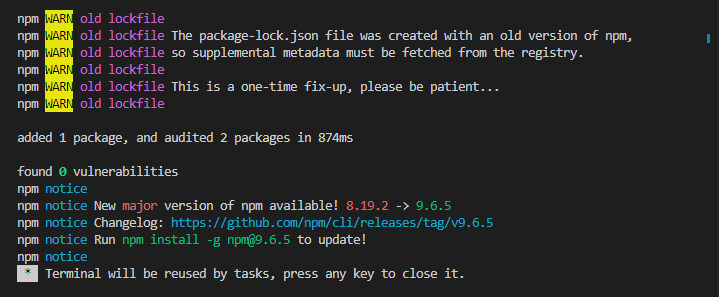 npm WARN old lockfile
npm WARN old lockfile The package-lock.json file was created with an old version of npm,
npm WARN old lockfile so supplemental metadata must be fetched from the registry.
npm WARN old lockfile
npm WARN old lockfile This is a one-time fix-up, please be patient...
npm WARN old lockfile
added 1 package, and audited 2 packages in 874ms
found 0 vulnerabilities
npm notice
npm notice New major version of npm available! 8.19.2 -> 9.6.5
npm notice Changelog: https://github.com/npm/cli/releases/tag/v9.6.5
npm notice Run npm install -g npm@9.6.5 to update!
npm notice
* Terminal will be reused by tasks, press any key to close it.